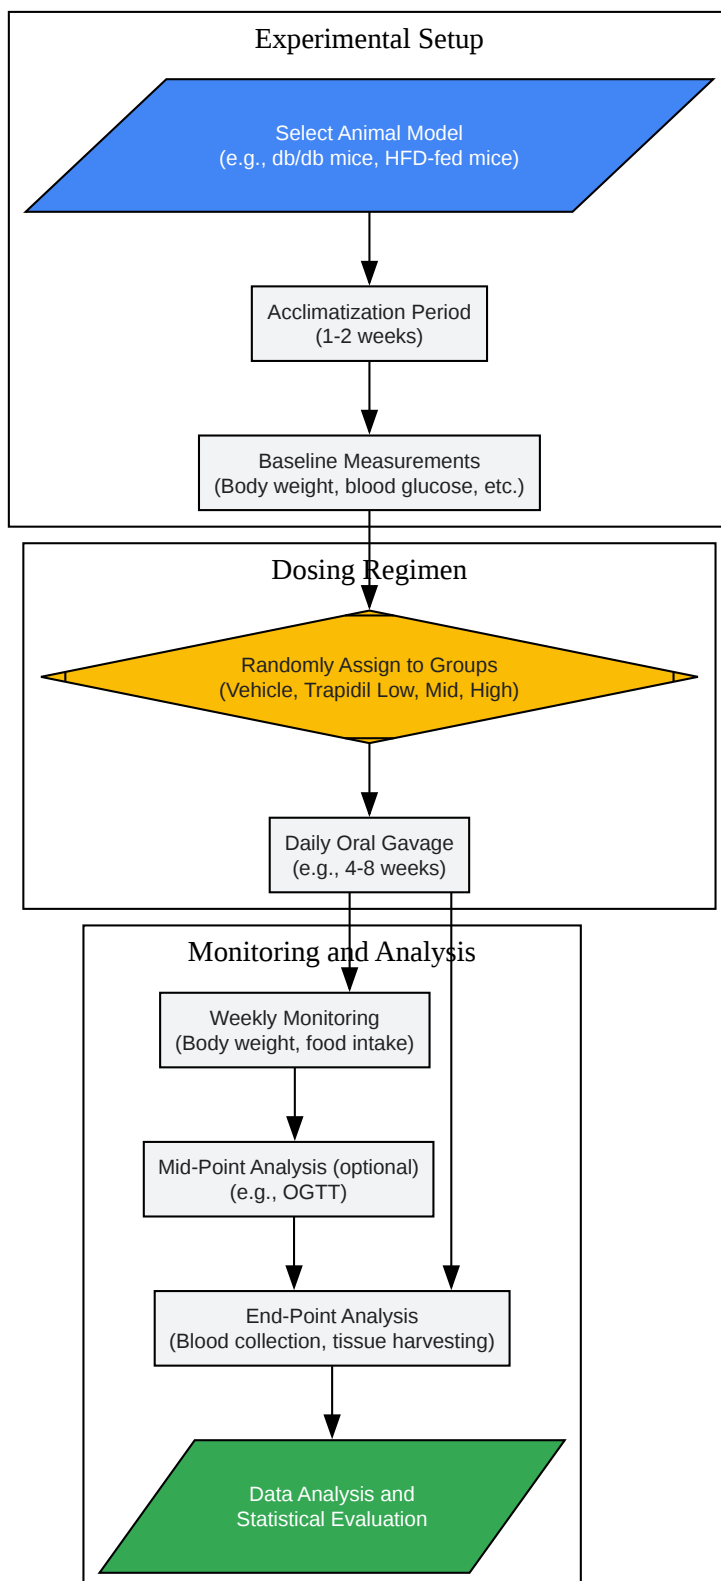 Experimental Setup
Select Animal Model
(e.g., db/db mice, HFD-fed mice)
Acclimatization Period
(1-2 weeks)
Baseline Measurements
(Body weight, blood glucose, etc.)
Dosing Regimen
Randomly Assign to Groups
(Vehicle, Trapidil Low, Mid, High)
Daily Oral Gavage
(e.g., 4-8 weeks)
Monitoring and Analysis
Weekly Monitoring
(Body weight, food intake)
Mid-Point Analysis (optional)
(e.g., OGTT)
End-Point Analysis
(Blood collection, tissue harvesting)
Data Analysis and
Statistical Evaluation